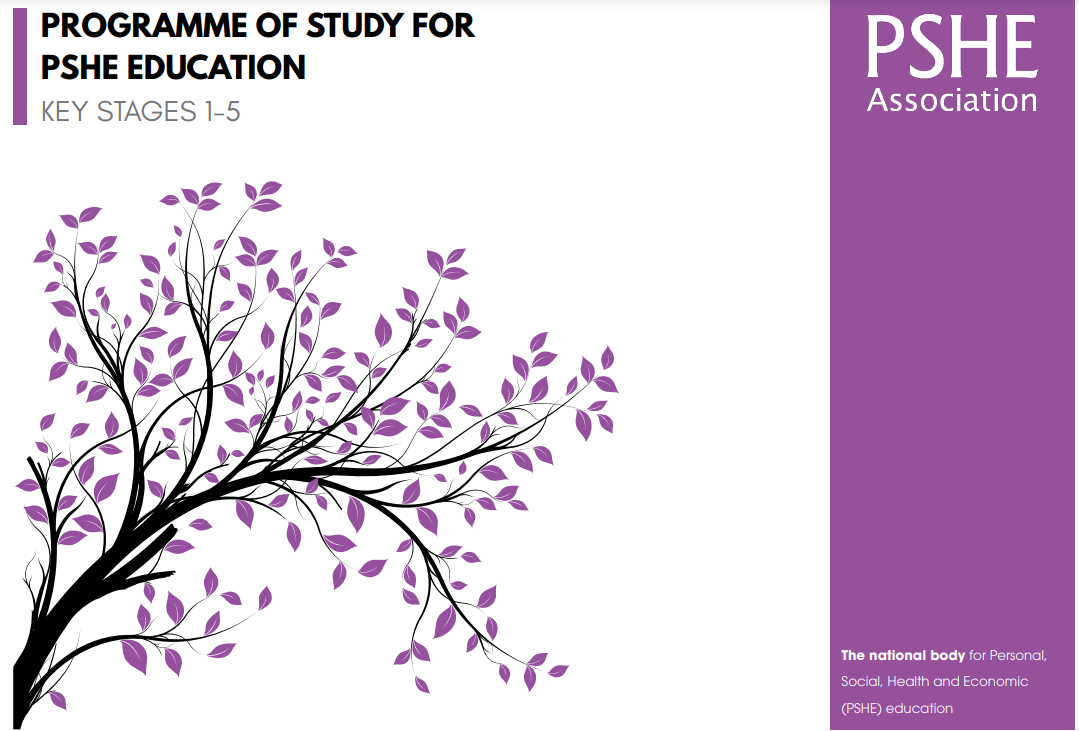 PROGRAMME OF STUDY FOR
PSHE EDUCATION
KEY STAGES 1–5
PSHE
Association
The national body for Personal,
Social, Health and Economic
(PSHE) education